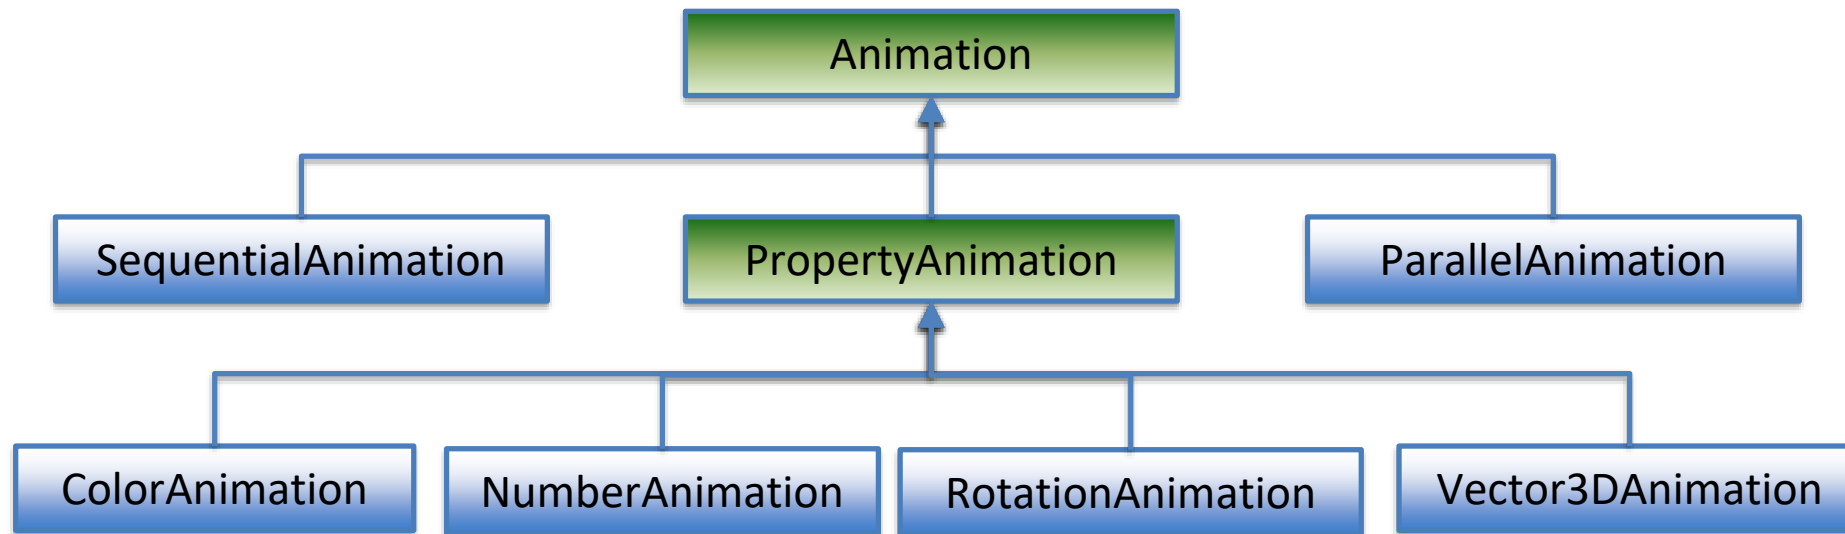 Animation
SequentialAnimation
PropertyAnimation
ParallelAnimation
ColorAnimation
NumberAnimation
RotationAnimation
Vector3DAnimation